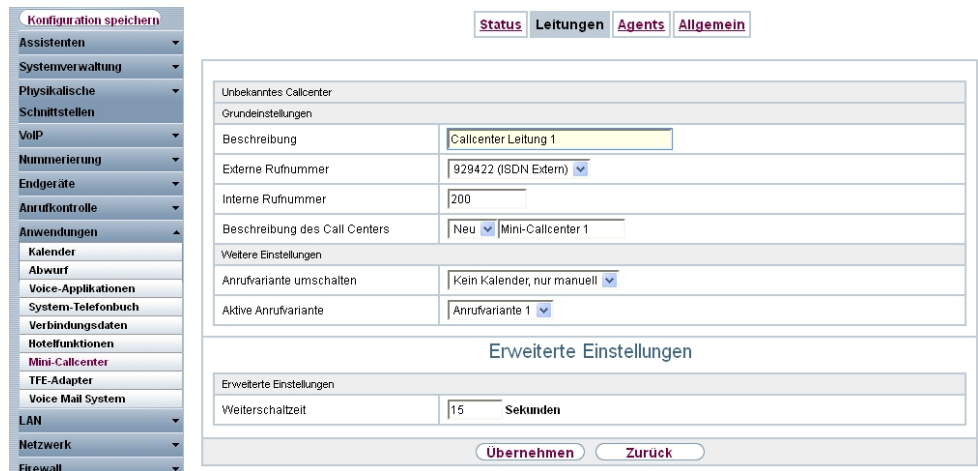 Konfiguration speichern
Assistenten
Systemverwaltung
Physikalische
Schnittstellen
VoIP
Nummerierung
Endgeräte
Anrufkontrolle
Anwendungen
Kalender
Abwurf
Voice-Applikationen
System-Telefonbuch
Verbindungsdaten
Hotelfunktionen
Mini-Callcenter
TFE-Adapter
Voice Mail System
LAN
Netzwerk
Firewall
Status Leitungen Agents Allgemein
Unbekanntes Callcenter
Grundeinstellungen
Beschreibung Callcenter Leitung 1
Externe Rufnummer 929422 (ISDN Extern)
Interne Rufnummer 200
Beschreibung des Call Centers Neu Mini-Callcenter 1
Weitere Einstellungen
Anrufvariante umschalten Kein Kalender, nur manuell
Aktive Anrufvariante Anrufvariante 1
Erweiterte Einstellungen
Erweiterte Einstellungen
Weiterschaltzeit 15 Sekunden
Übernehmen Zurück